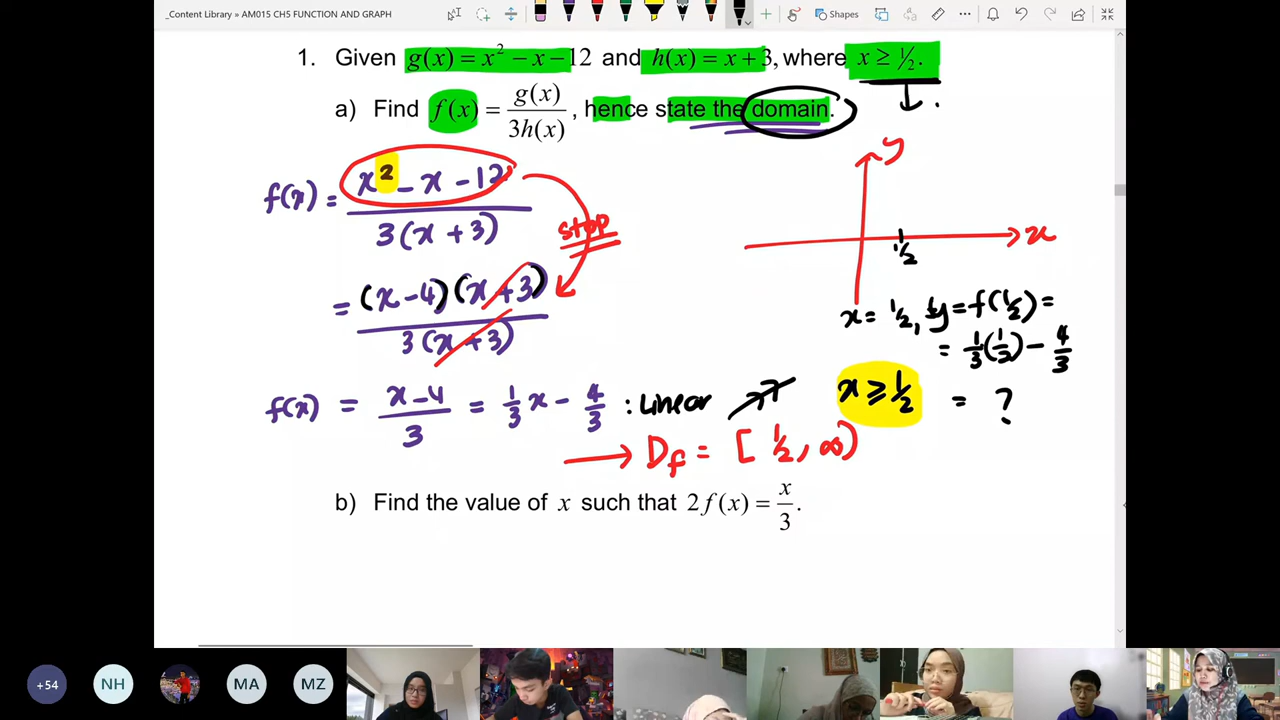 _Content Library » AM015 CH5 FUNCTION AND GRAPH
Shapes
1. Given g(x) = x² − x − 12 and h(x) = x + 3, where x ≥ ½.
a) Find f(x) = g(x)/3h(x), hence state the domain.
f(x) = x² − x − 12 / 3(x + 3)
stop
= (x − 4)(x + 3) / 3(x + 3)
f(x) = x − 4 / 3 = 1/3 x − 4/3 : Linear
→ Df = [½, ∞)
y
x
½
x = ½, y = f(½) =
= 1/3(½) − 4/3
x ≥ ½ = ?
b) Find the value of x such that 2f(x) = x/3.
+54
NH
MA
MZ